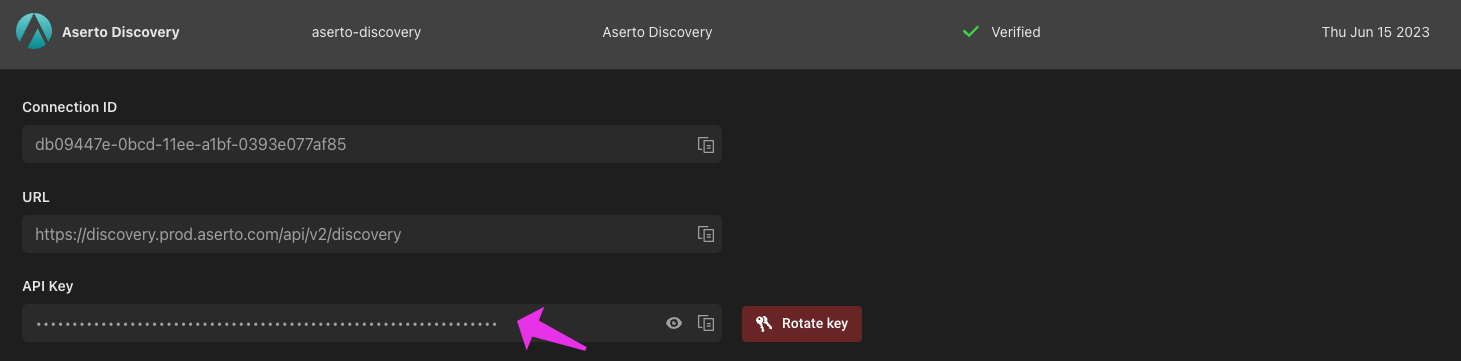 Aserto Discovery aserto-discovery Aserto Discovery Verified Thu Jun 15 2023
Connection ID
db09447e-0bcd-11ee-a1bf-0393e077af85
URL
https://discovery.prod.aserto.com/api/v2/discovery
API Key
Rotate key